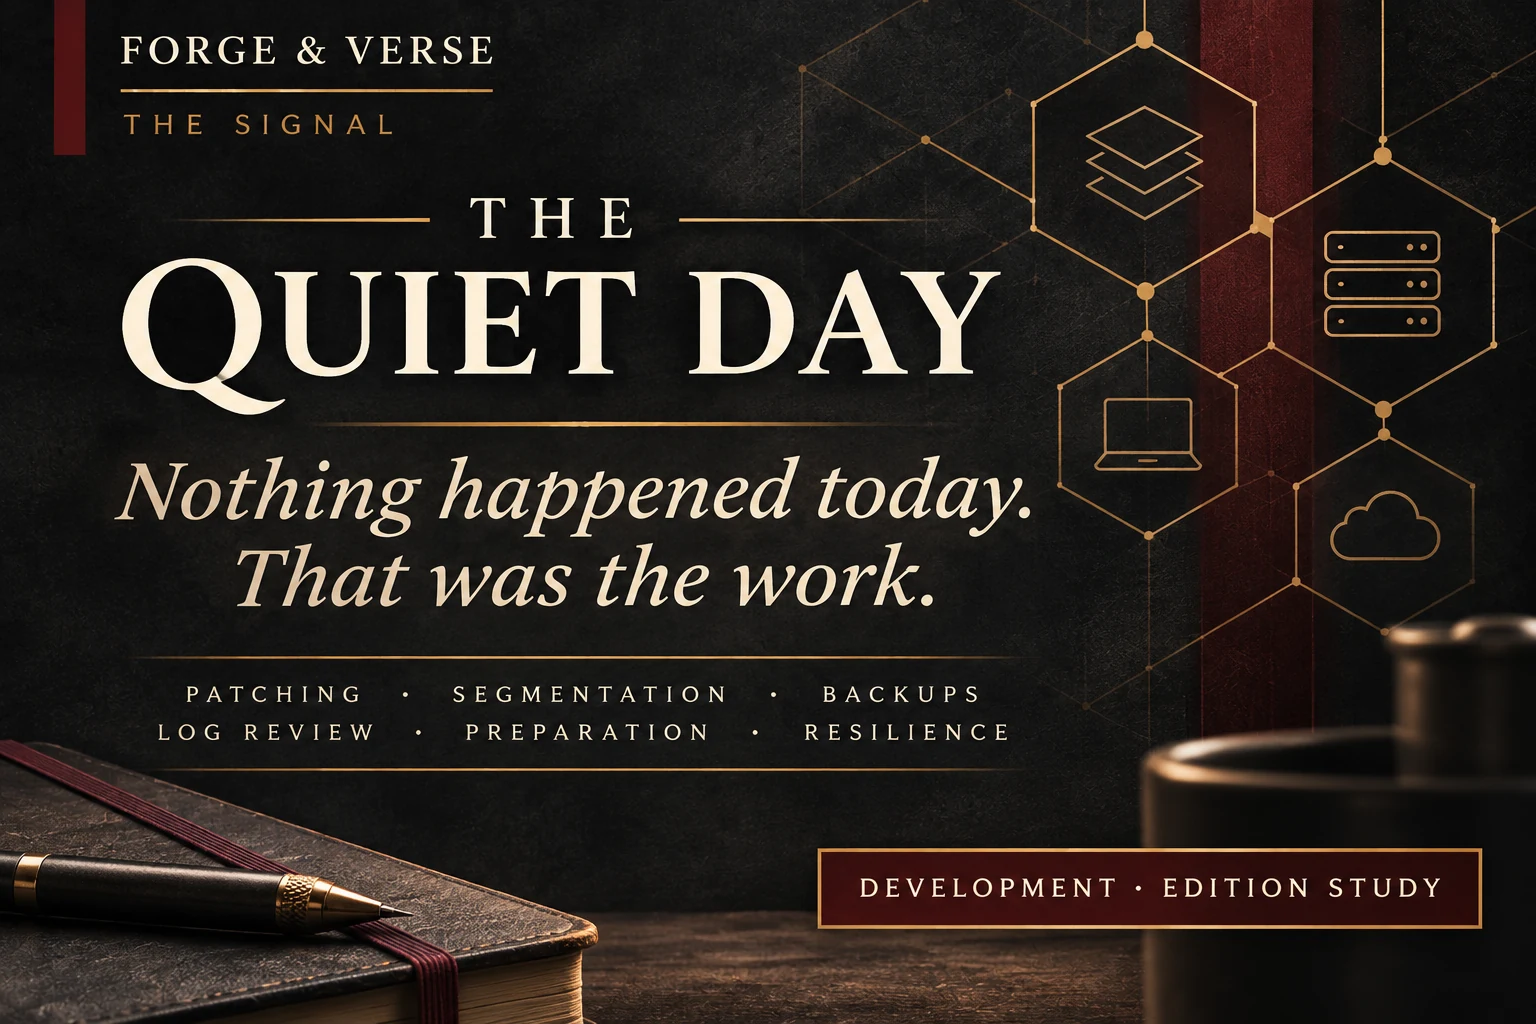 FORGE & VERSE
THE SIGNAL
THE
QUIET DAY
Nothing happened today.
That was the work.
PATCHING • SEGMENTATION • BACKUPS
LOG REVIEW • PREPARATION • RESILIENCE
DEVELOPMENT • EDITION STUDY